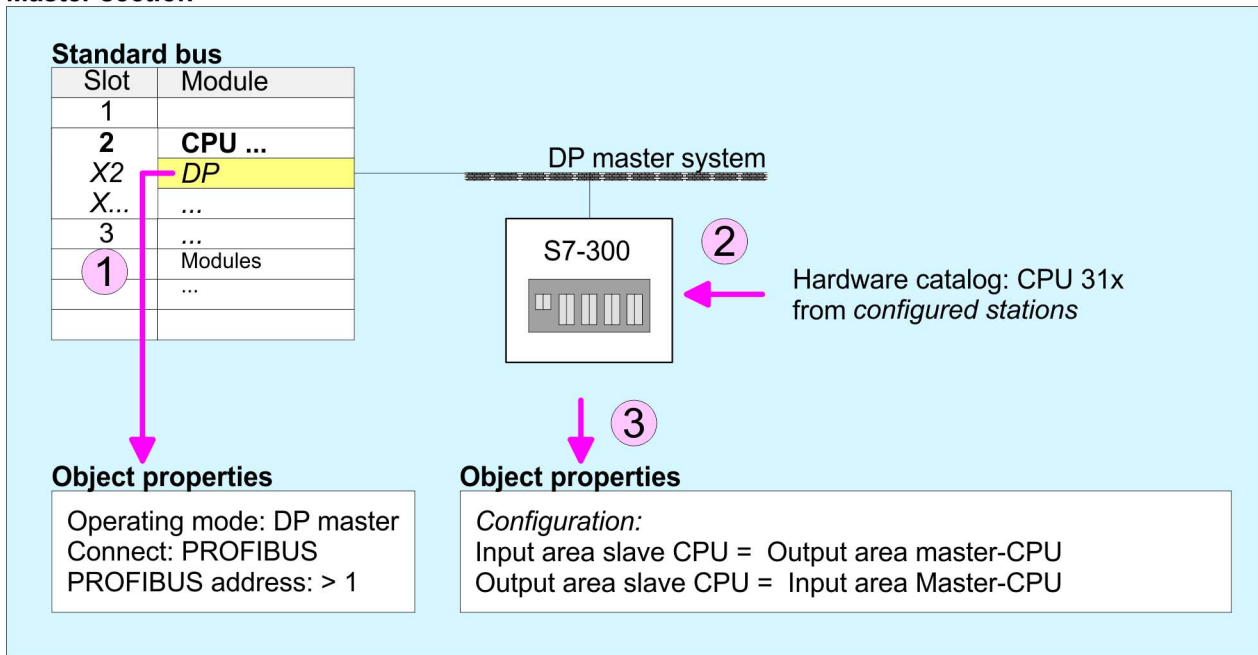 Standard bus
Slot Module
1
2 CPU ...
X2 DP
X... ...
3 ...
1 Modules
...
DP master system
S7-300
2
Hardware catalog: CPU 31x
from configured stations
3
Object properties
Operating mode: DP master
Connect: PROFIBUS
PROFIBUS address: > 1
Object properties
Configuration:
Input area slave CPU = Output area master-CPU
Output area slave CPU = Input area Master-CPU